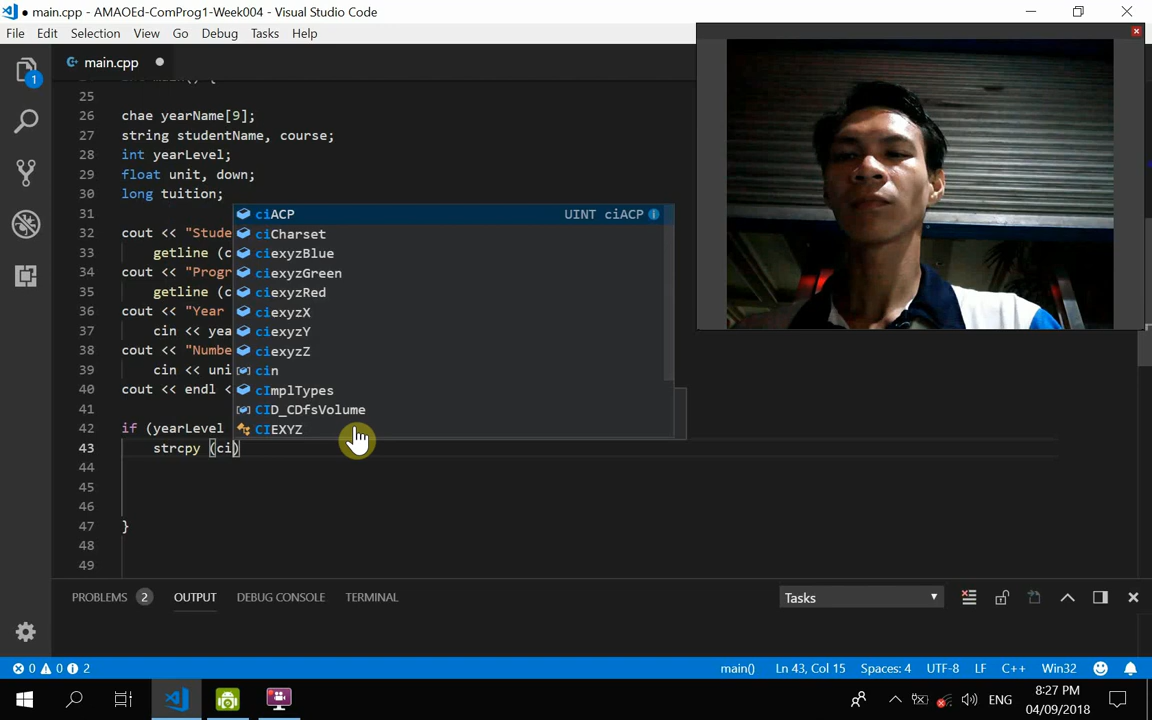 main.cpp - AMAOEd-ComProg1-Week004 - Visual Studio Code
File Edit Selection View Go Debug Tasks Help
1
main.cpp
25
26 chae yearName[9];
27 string studentName, course;
28 int yearLevel;
29 float unit, down;
30 long tuition;
31 ciACP UINT ciACP
32 cout << "Stude ciCharset
33 getline (c ciexyzBlue
34 cout << "Progr ciexyzGreen
35 getline (c ciexyzRed
36 cout << "Year ciexyzX
37 cin << yea ciexyzY
38 cout << "Numbe ciexyzZ
39 cin << uni cin
40 cout << endl < cImplTypes
41 CID_CDfsVolume
42 if (yearLevel CIEXYZ
43 strcpy (ci)
44
45
46
47 }
48
49
PROBLEMS 2 OUTPUT DEBUG CONSOLE TERMINAL Tasks
0 0 2 main() Ln 43, Col 15 Spaces: 4 UTF-8 LF C++ Win32
ENG 8:27 PM
04/09/2018